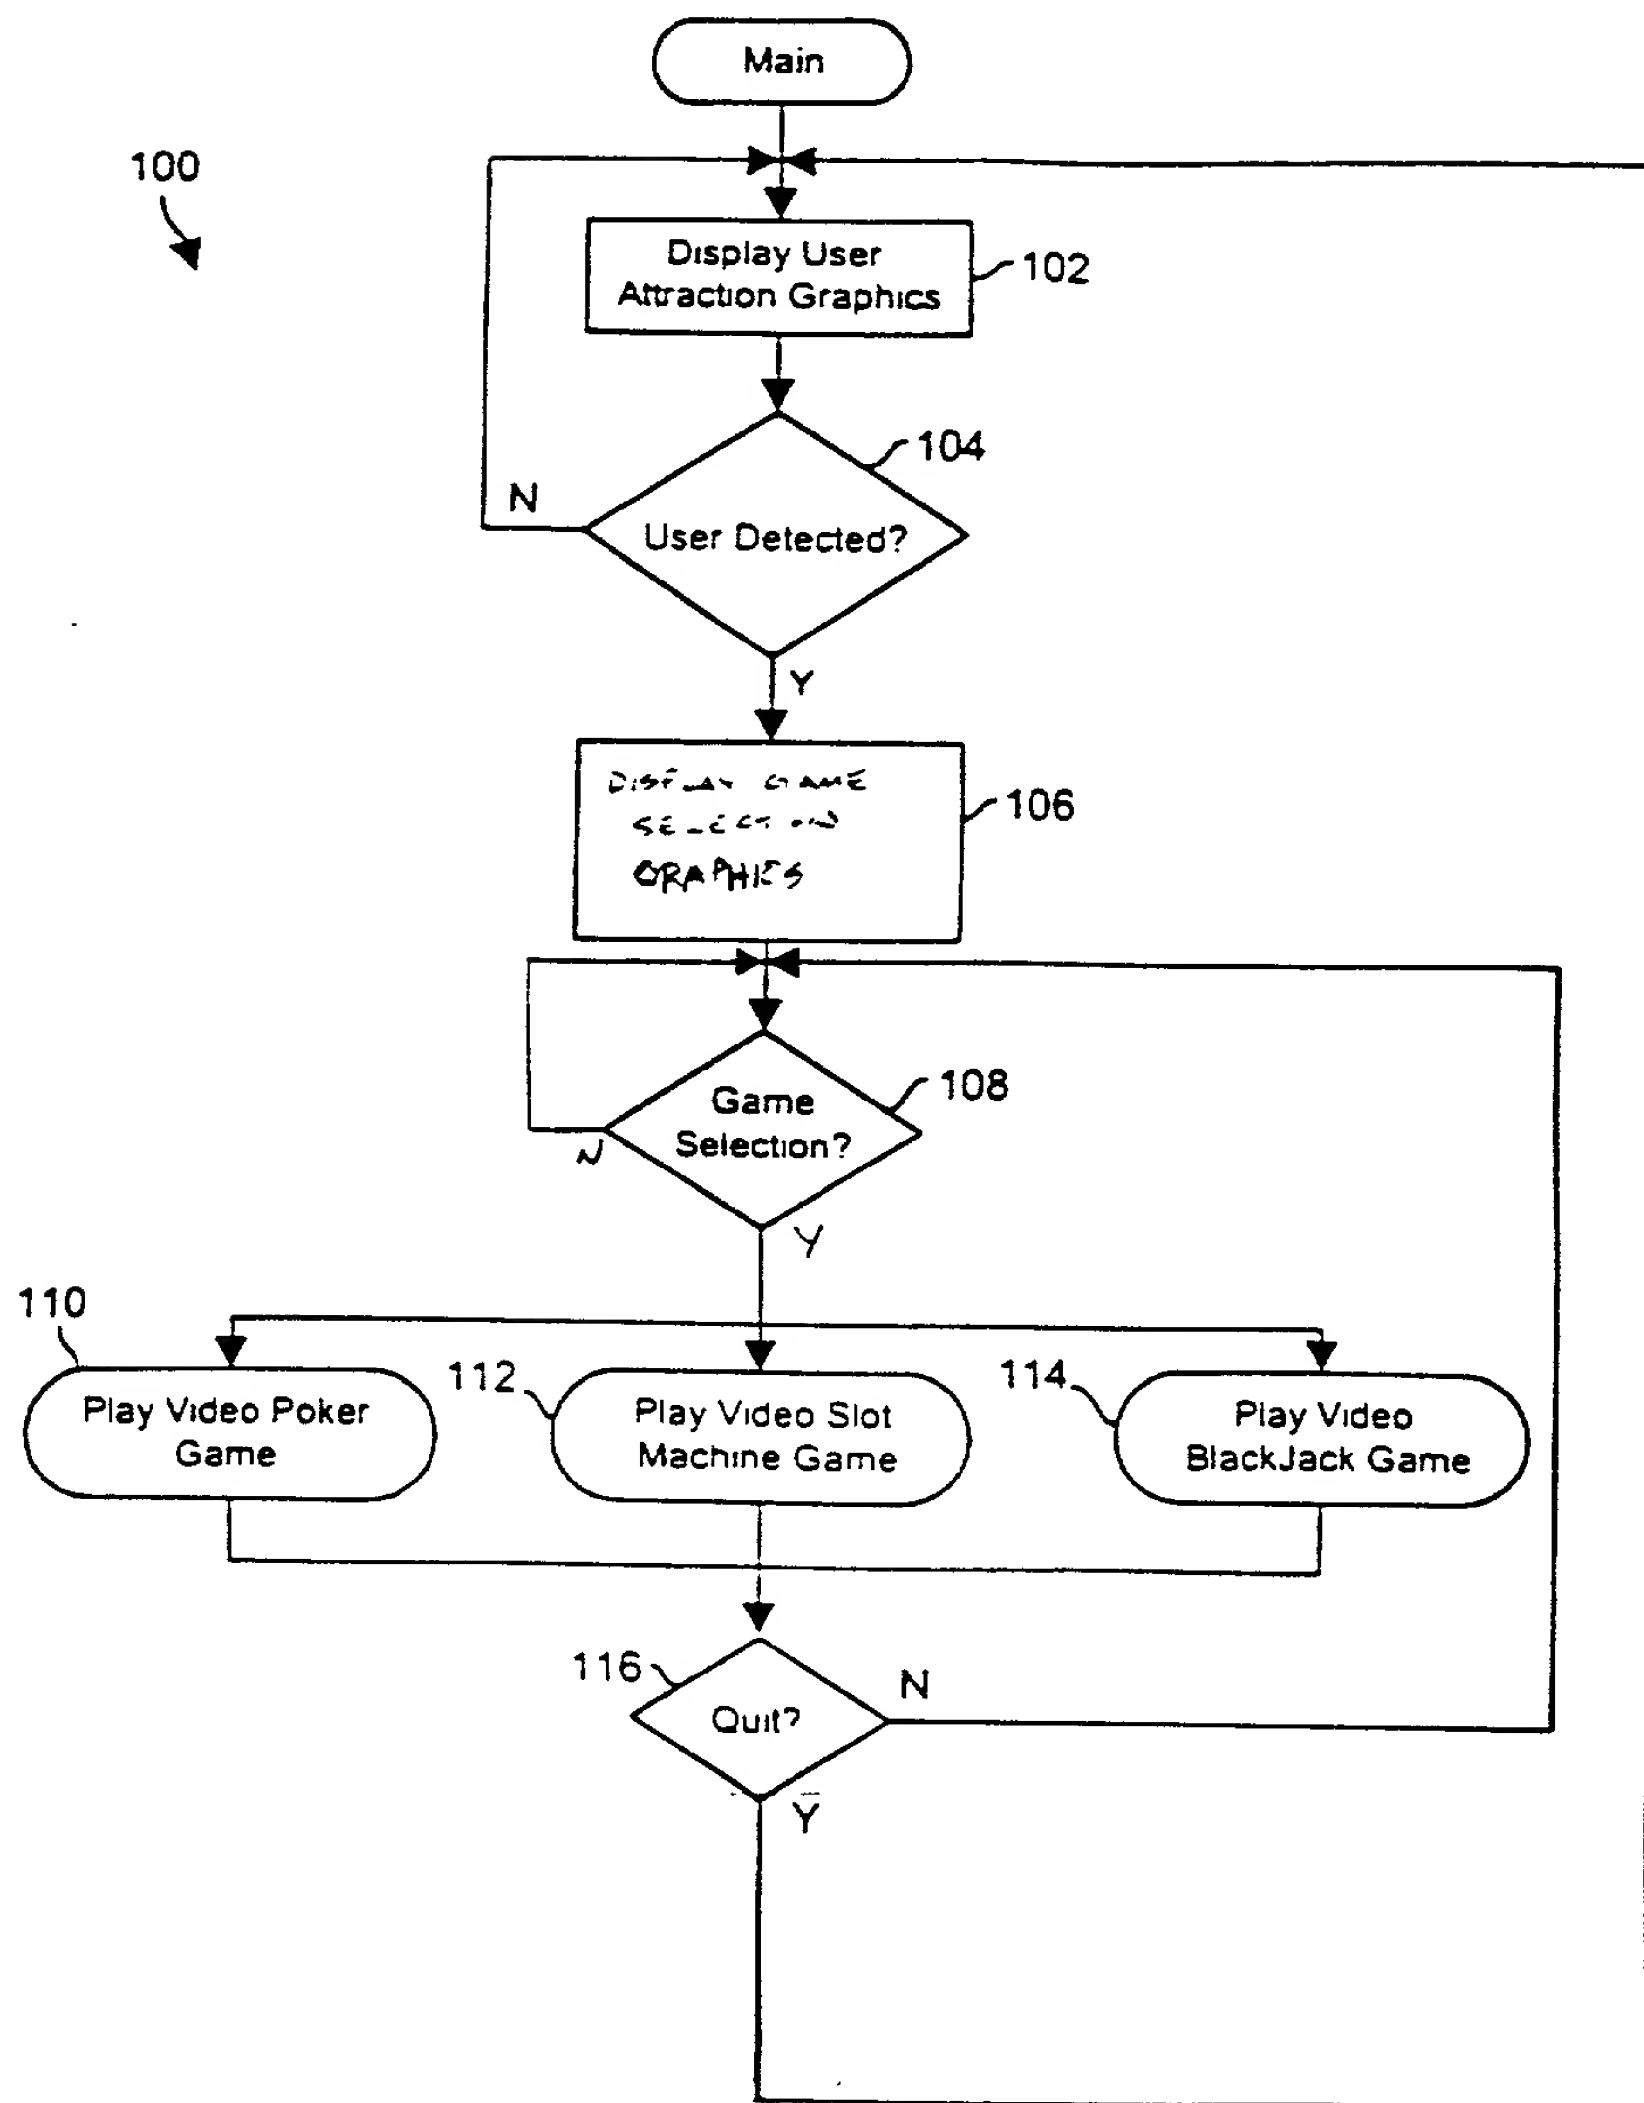 Main
100
Display User
Attraction Graphics
102
104
N
User Detected?
Y
DISPLAY GAME
SELECTION
GRAPHICS
106
108
Game
Selection?
N
Y
110
Play Video Poker
Game
112
Play Video Slot
Machine Game
114
Play Video
BlackJack Game
116
Quit?
N
Y